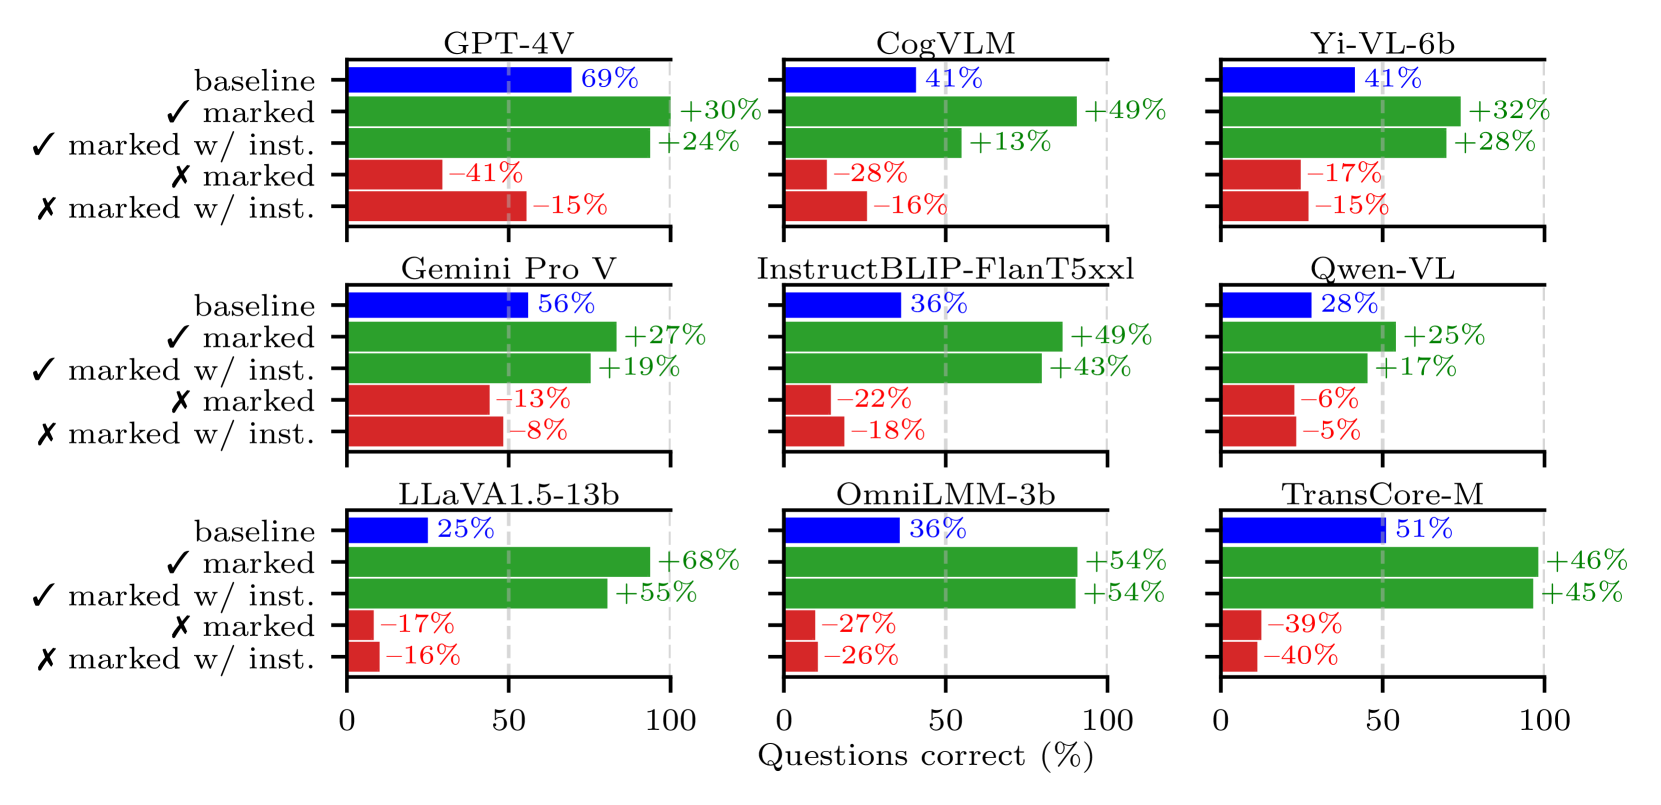 GPT-4V CogVLM Yi-VL-6b
baseline 69% 41% 41%
✓ marked +30% +49% +32%
✓ marked w/ inst. +24% +13% +28%
✗ marked –41% –28% –17%
✗ marked w/ inst. –15% –16% –15%
Gemini Pro V InstructBLIP-FlanT5xxl Qwen-VL
baseline 56% 36% 28%
✓ marked +27% +49% +25%
✓ marked w/ inst. +19% +43% +17%
✗ marked –13% –22% –6%
✗ marked w/ inst. –8% –18% –5%
LLaVA1.5-13b OmniLMM-3b TransCore-M
baseline 25% 36% 51%
✓ marked +68% +54% +46%
✓ marked w/ inst. +55% +54% +45%
✗ marked –17% –27% –39%
✗ marked w/ inst. –16% –26% –40%
0 50 100 0 50 100 0 50 100
Questions correct (%)